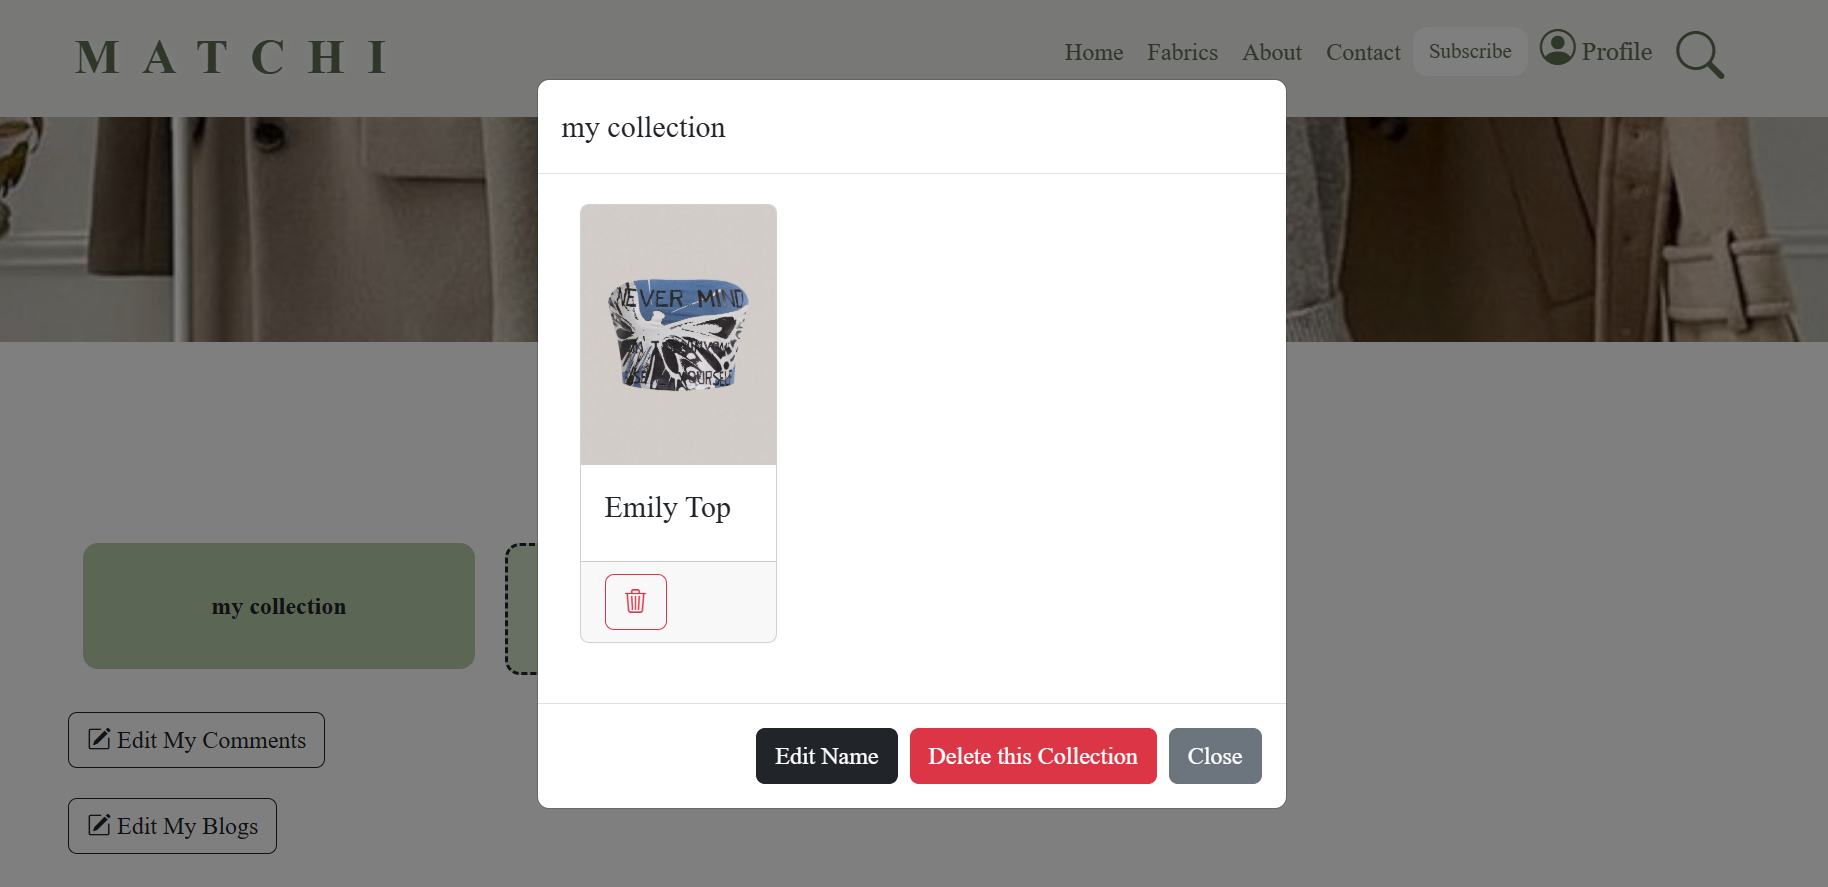 M A T C H I
Home Fabrics About Contact Subscribe Profile
my collection
NEVER MIND
YOURSELF
Emily Top
my collection
Edit Name Delete this Collection Close
Edit My Comments
Edit My Blogs